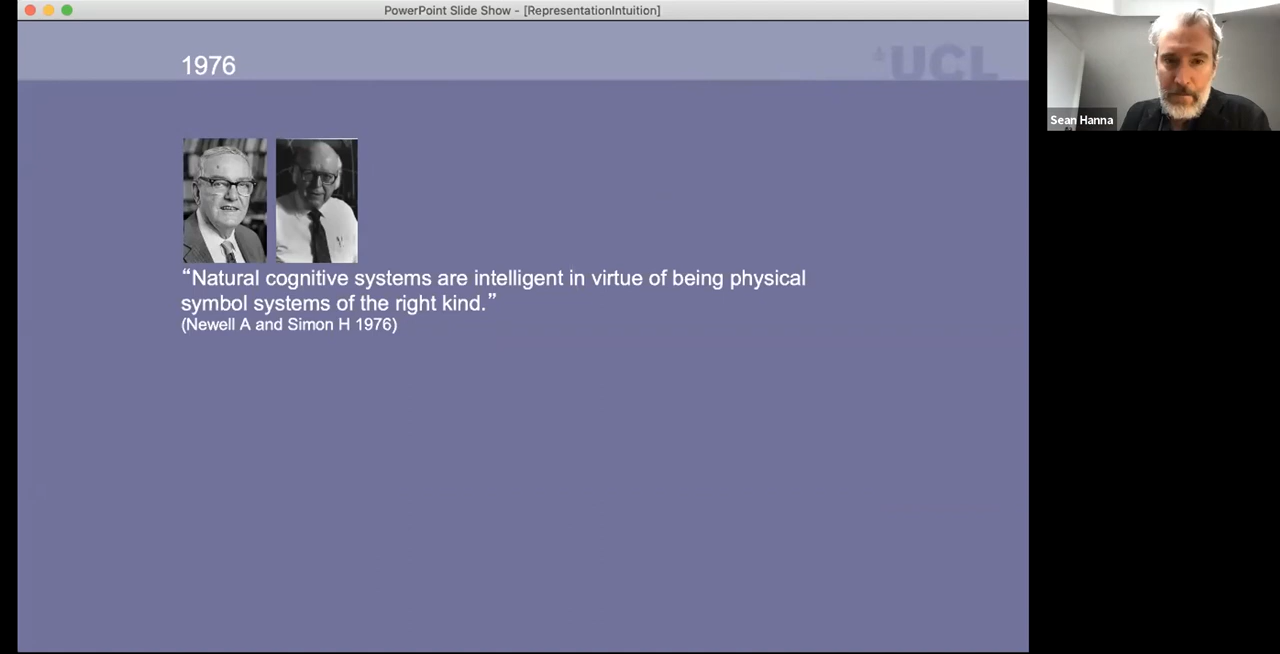 PowerPoint Slide Show - [RepresentationIntuition]
1976
UCL
Sean Hanna
“Natural cognitive systems are intelligent in virtue of being physical
symbol systems of the right kind.”
(Newell A and Simon H 1976)